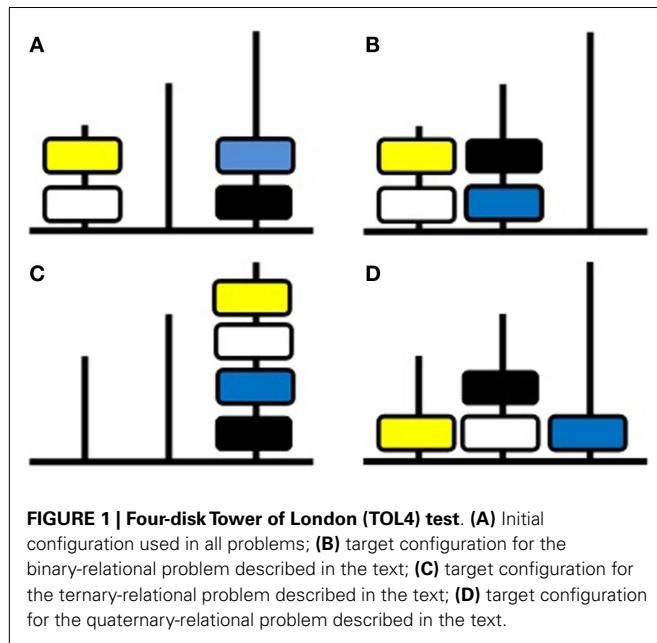 A
B
C
D
FIGURE 1 | Four-disk Tower of London (TOL4) test. (A) Initial
configuration used in all problems; (B) target configuration for the
binary-relational problem described in the text; (C) target configuration for
the ternary-relational problem described in the text; (D) target configuration
for the quaternary-relational problem described in the text.